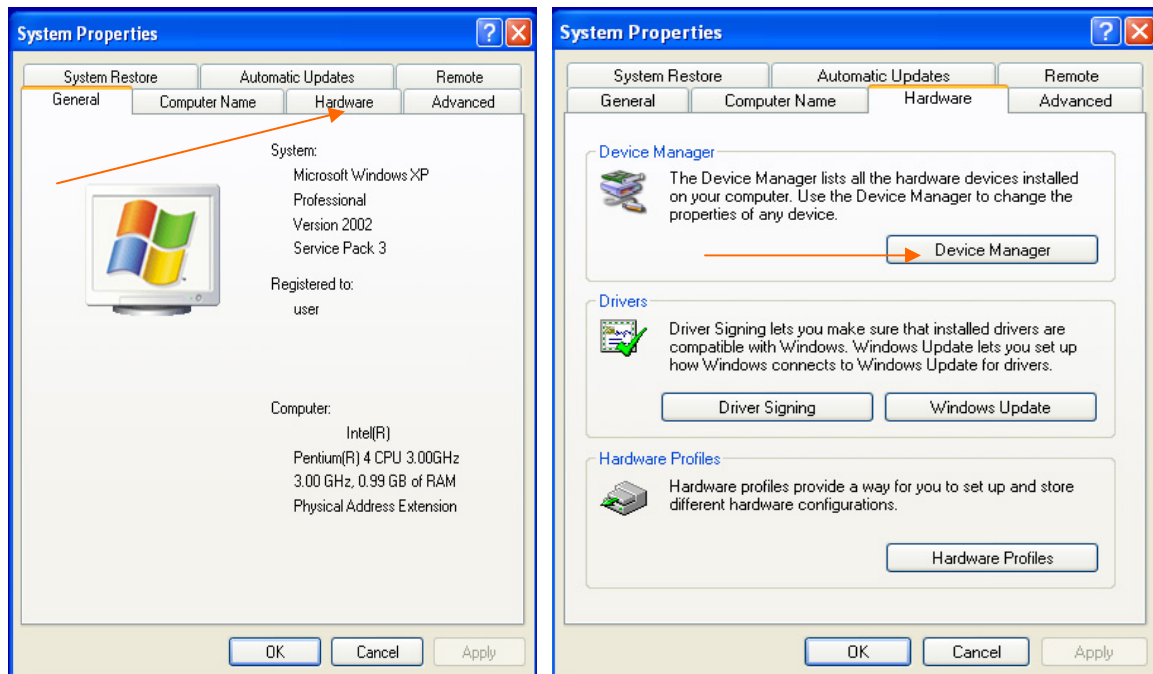 System Properties
System Restore Automatic Updates Remote
General Computer Name Hardware Advanced
System:
Microsoft Windows XP
Professional
Version 2002
Service Pack 3
Registered to:
user
Computer:
Intel(R)
Pentium(R) 4 CPU 3.00GHz
3.00 GHz, 0.99 GB of RAM
Physical Address Extension
OK Cancel Apply
System Properties
System Restore Automatic Updates Remote
General Computer Name Hardware Advanced
Device Manager
The Device Manager lists all the hardware devices installed
on your computer. Use the Device Manager to change the
properties of any device.
Device Manager
Drivers
Driver Signing lets you make sure that installed drivers are
compatible with Windows. Windows Update lets you set up
how Windows connects to Windows Update for drivers.
Driver Signing Windows Update
Hardware Profiles
Hardware profiles provide a way for you to set up and store
different hardware configurations.
Hardware Profiles
OK Cancel Apply